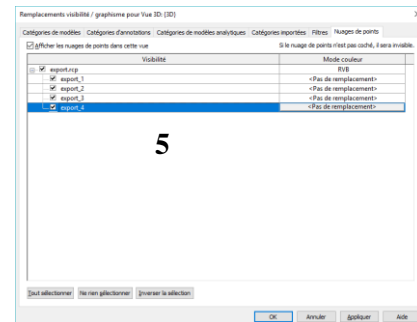 Remplacements visibilité / graphisme pour Vue 3D: {3D}
Catégories de modèles Catégories d'annotations Catégories de modèles analytiques Catégories importées Filtres Nuages de points
Afficher les nuages de points dans cette vue Si le nuage de points n'est pas coché, il sera invisible.
Visibilité Mode couleur
export.rcp RVB
export_1 <Pas de remplacement>
export_2 <Pas de remplacement>
export_3 <Pas de remplacement>
export_4 <Pas de remplacement>
5
Tout sélectionner Ne rien sélectionner Inverser la sélection
OK Annuler Appliquer Aide